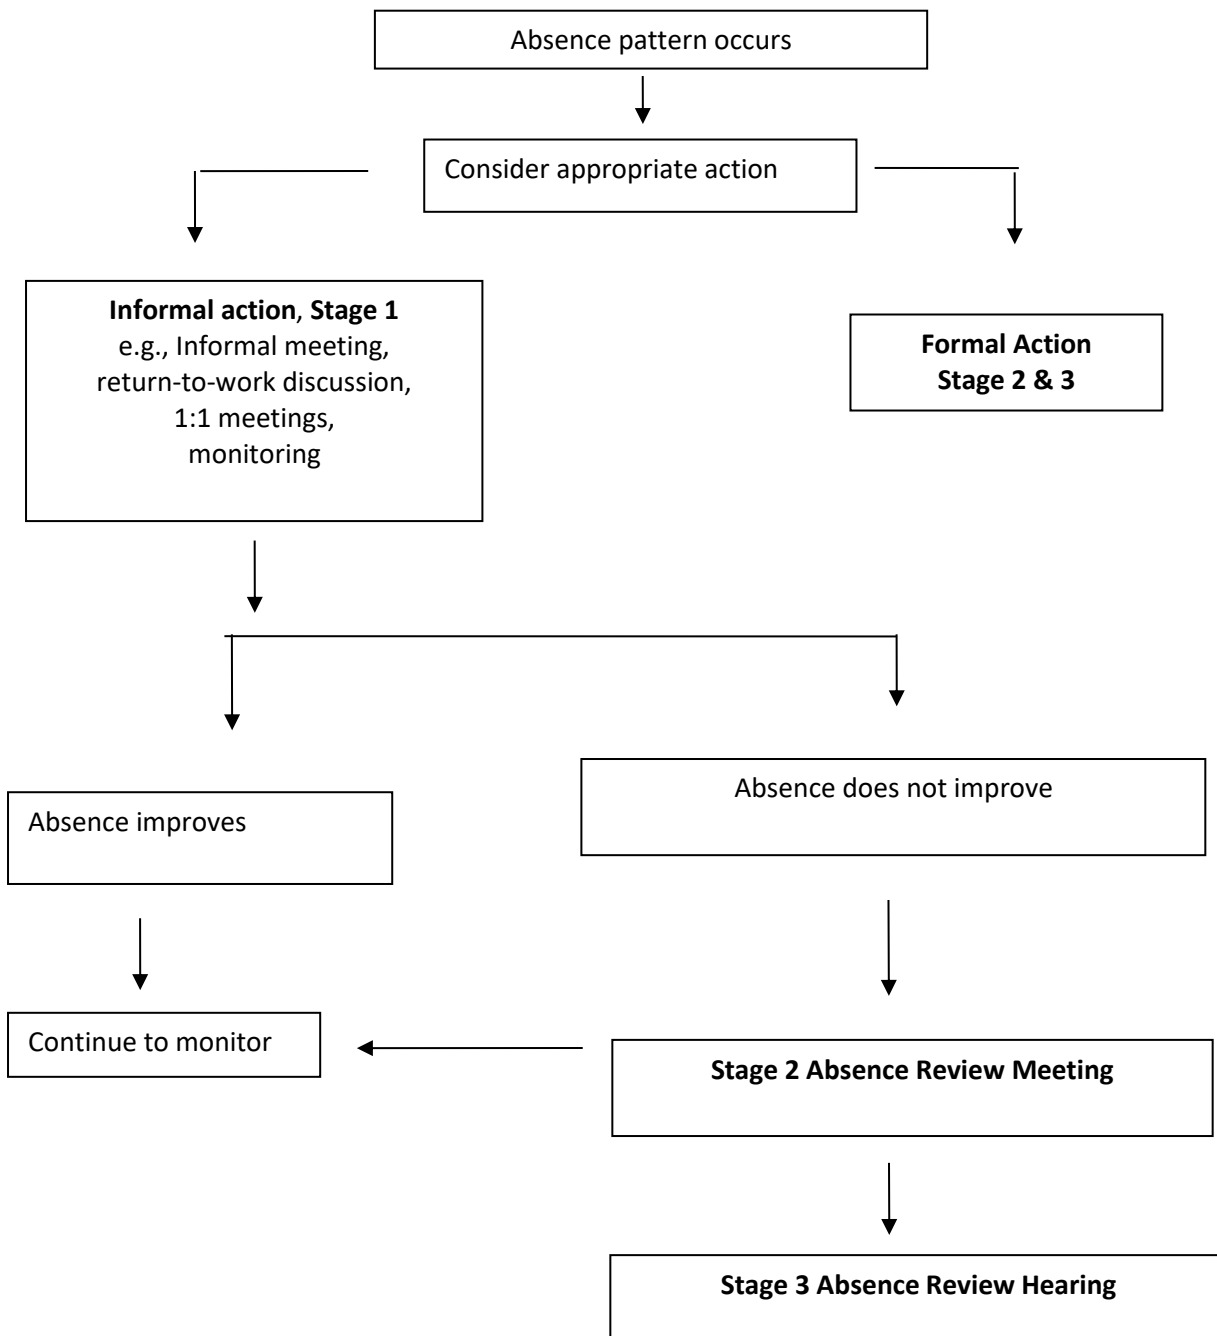 Absence pattern occurs
Consider appropriate action
Informal action, Stage 1
e.g., Informal meeting,
return-to-work discussion,
1:1 meetings,
monitoring
Formal Action
Stage 2 & 3
Absence improves
Absence does not improve
Continue to monitor
Stage 2 Absence Review Meeting
Stage 3 Absence Review Hearing